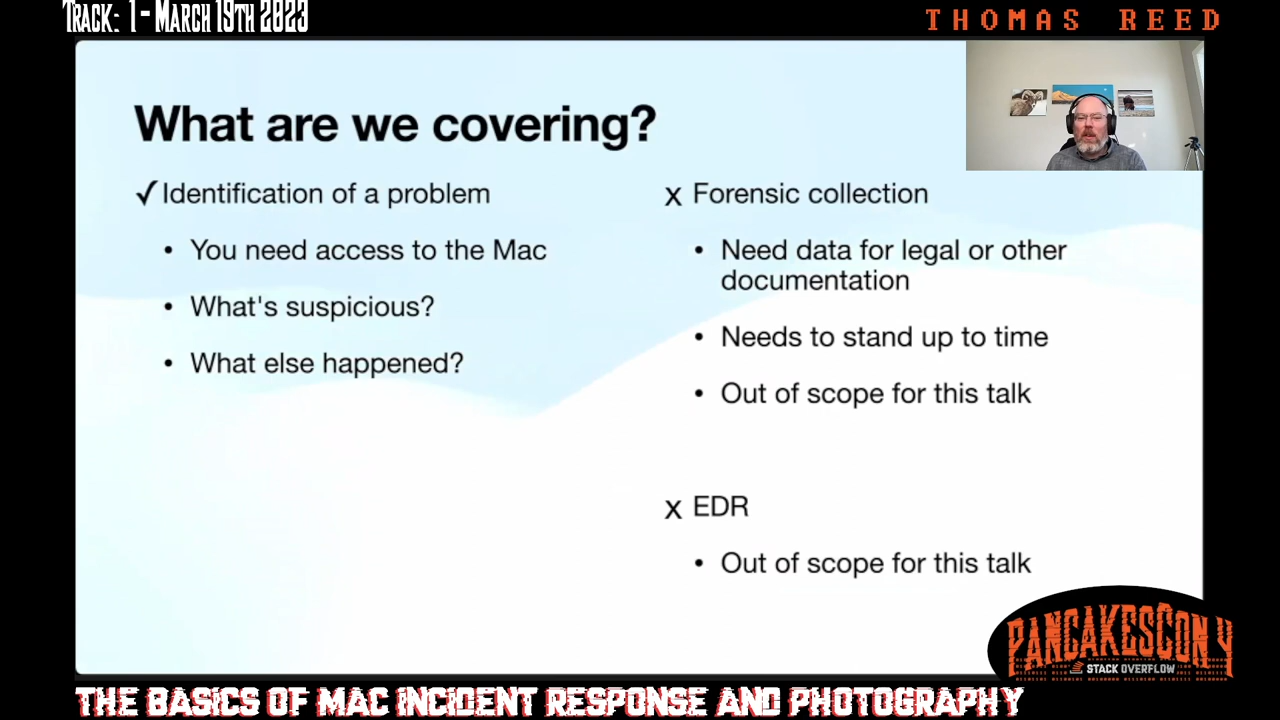 TRACK: 1 - MARCH 19TH 2023
THOMAS REED
What are we covering?
✓ Identification of a problem
• You need access to the Mac
• What's suspicious?
• What else happened?
x Forensic collection
• Need data for legal or other
documentation
• Needs to stand up to time
• Out of scope for this talk
x EDR
• Out of scope for this talk
PANCAKESCON 4
STACK OVERFLOW
THE BASICS OF MAC INCIDENT RESPONSE AND PHOTOGRAPHY